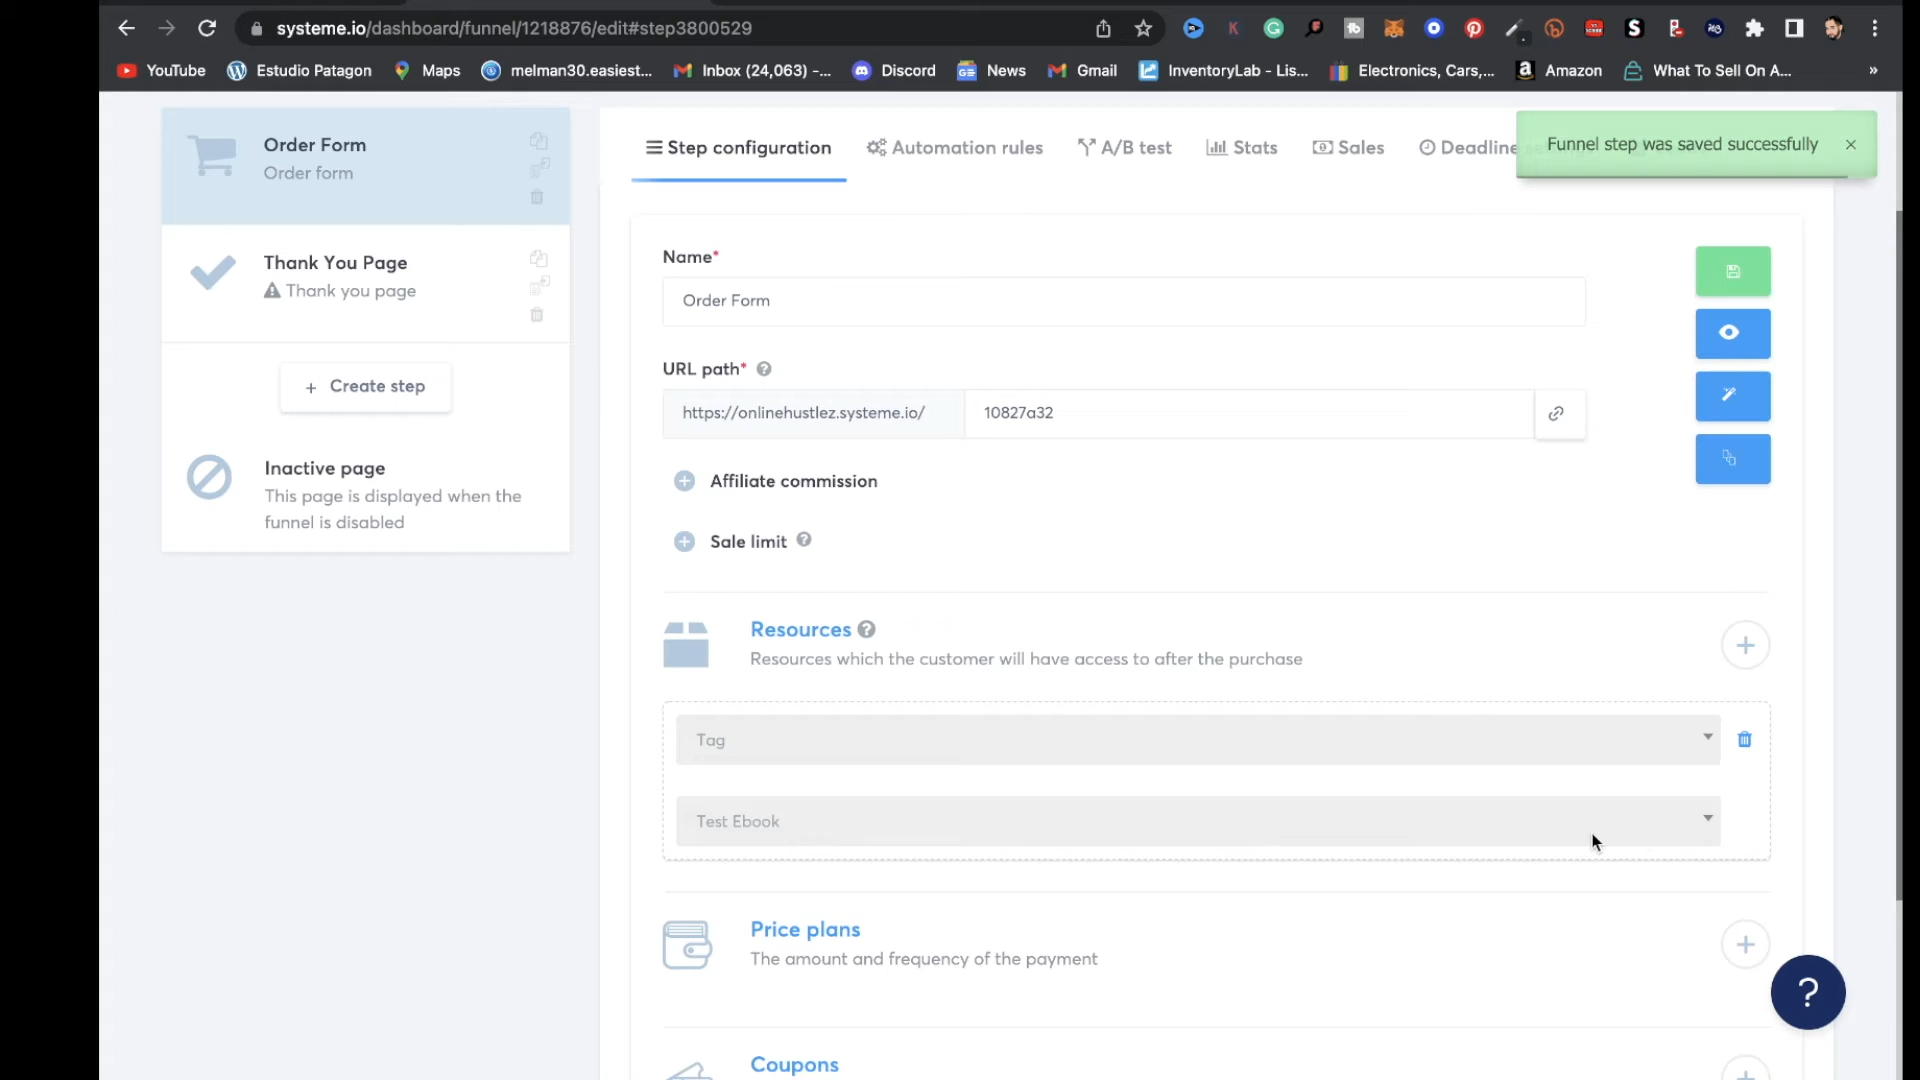 systeme.io/dashboard/funnel/1218876/edit#step3800529
YouTube
Estudio Patagon
Maps
melman30.easiest...
Inbox (24,063) -...
Discord
News
Gmail
InventoryLab - Lis...
Electronics, Cars,...
Amazon
What To Sell On A...
»
Order Form
Order form
Thank You Page
Thank you page
+ Create step
Inactive page
This page is displayed when the
funnel is disabled
Step configuration
Automation rules
A/B test
Stats
Sales
Deadline
Funnel step was saved successfully ×
Name*
Order Form
URL path* ?
https://onlinehustlez.systeme.io/
10827a32
Affiliate commission
Sale limit ?
Resources ?
Resources which the customer will have access to after the purchase
Tag
Test Ebook
Price plans
The amount and frequency of the payment
?
Coupons